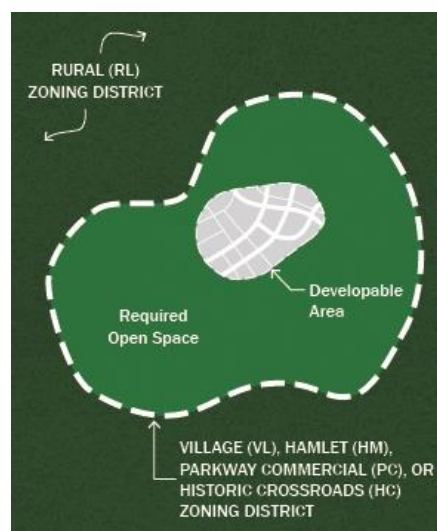 RURAL (RL)
ZONING DISTRICT
Developable
Area
Required
Open Space
VILLAGE (VL), HAMLET (HM),
PARKWAY COMMERCIAL (PC), OR
HISTORIC CROSSROADS (HC)
ZONING DISTRICT